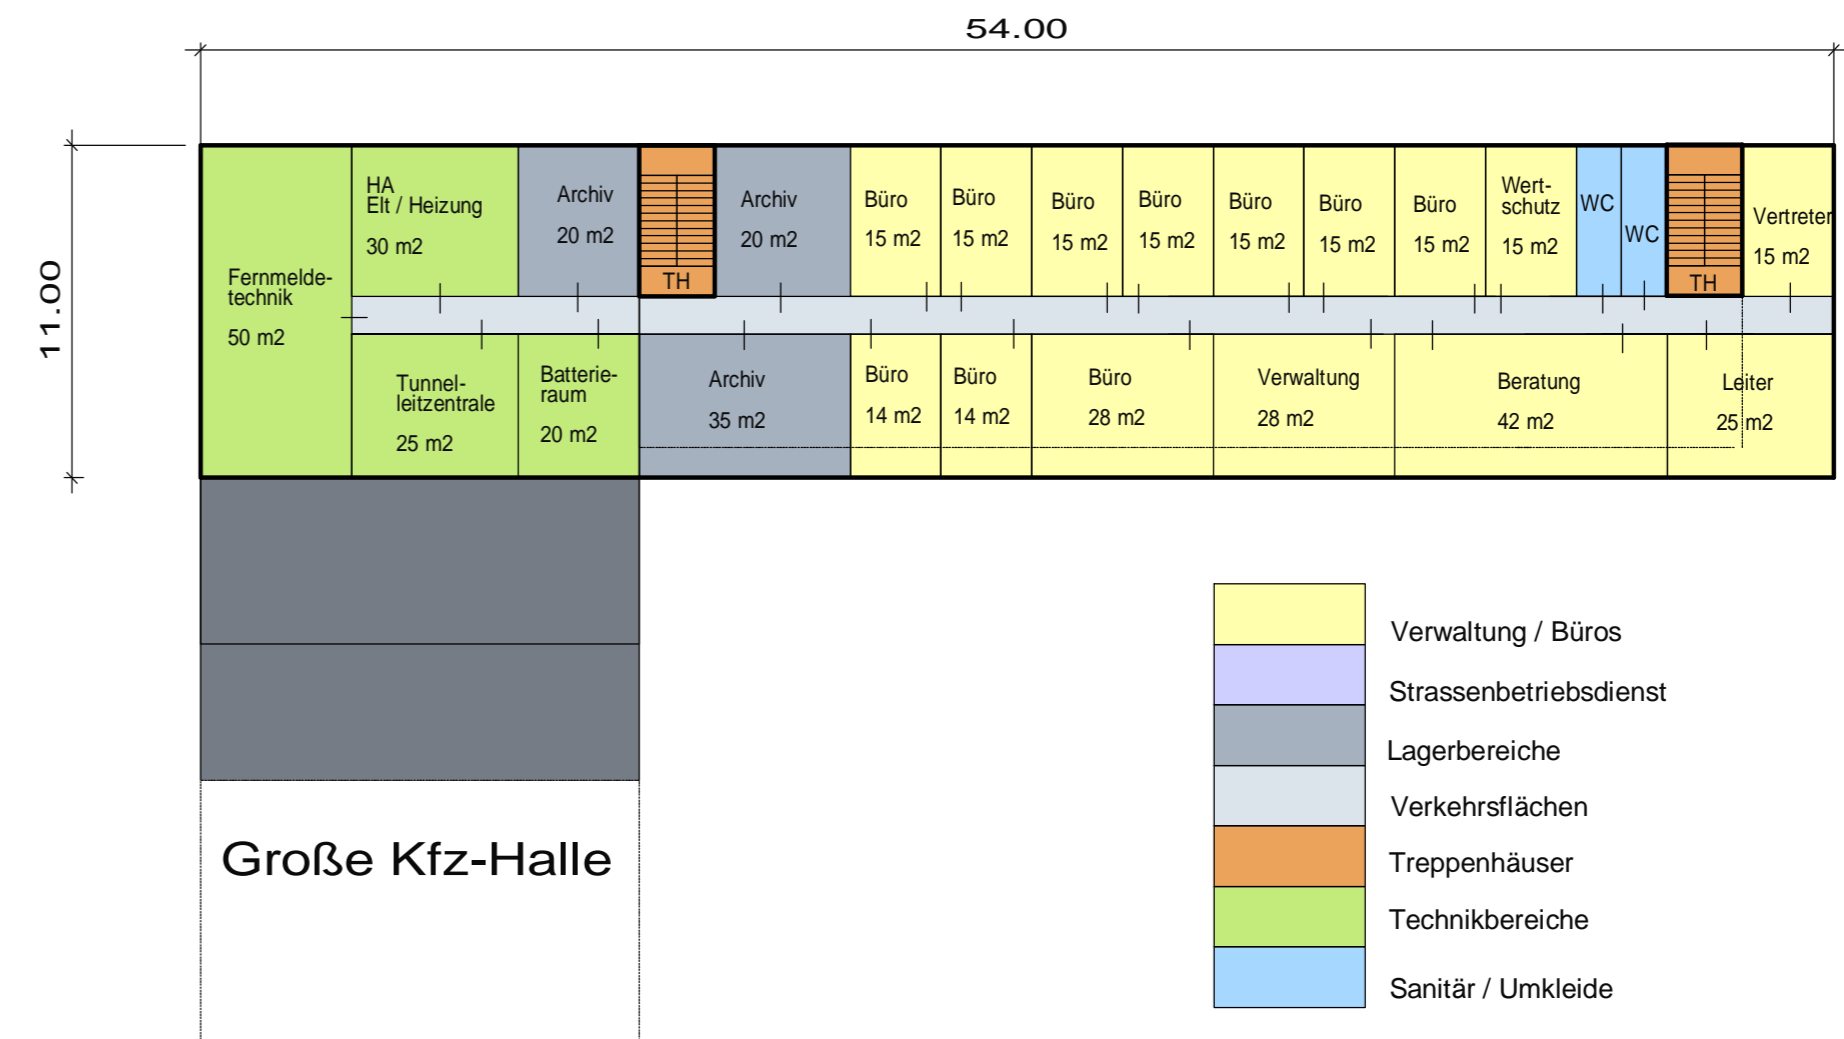 54.00
11.00
Fernmelde-
technik
50 m2
HA
Elt / Heizung
30 m2
Archiv
20 m2
TH
Archiv
20 m2
Büro
15 m2
Büro
15 m2
Büro
15 m2
Büro
15 m2
Büro
15 m2
Büro
15 m2
Büro
15 m2
Wert-
schutz
15 m2
WC
WC
TH
Vertreter
15 m2
Tunnel-
leitzentrale
25 m2
Batterie-
raum
20 m2
Archiv
35 m2
Büro
14 m2
Büro
14 m2
Büro
28 m2
Verwaltung
28 m2
Beratung
42 m2
Leiter
25 m2
Große Kfz-Halle
Verwaltung / Büros
Strassenbetriebsdienst
Lagerbereiche
Verkehrsflächen
Treppenhäuser
Technikbereiche
Sanitär / Umkleide